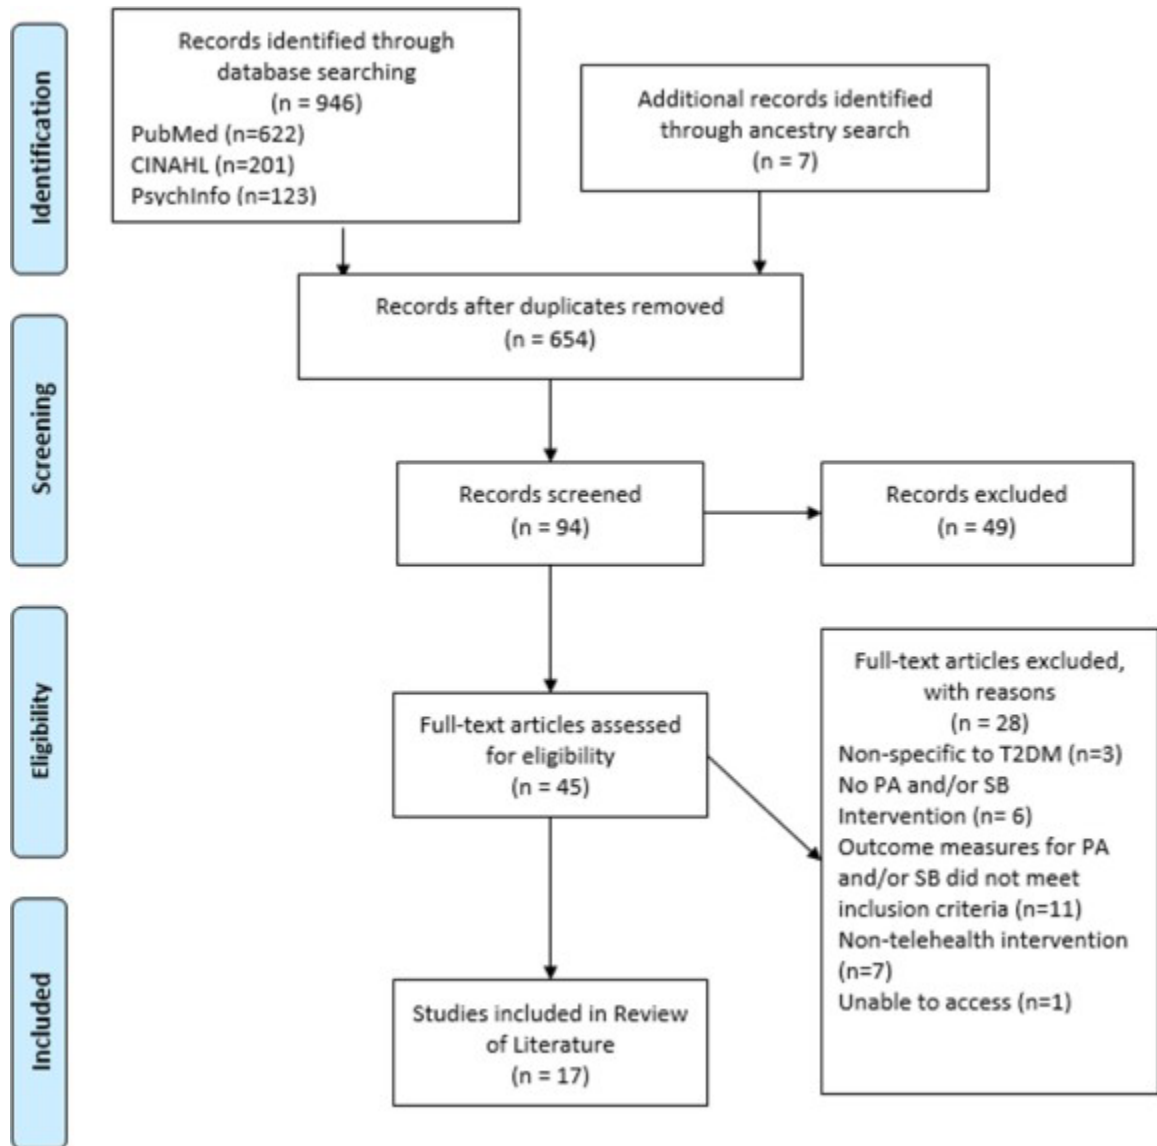 Identification
Records identified through
database searching
(n = 946)
PubMed (n=622)
CINAHL (n=201)
PsychInfo (n=123)
Additional records identified
through ancestry search
(n = 7)
Records after duplicates removed
(n = 654)
Screening
Records screened
(n = 94)
Records excluded
(n = 49)
Eligibility
Full-text articles assessed
for eligibility
(n = 45)
Full-text articles excluded,
with reasons
(n = 28)
Non-specific to T2DM (n=3)
No PA and/or SB
Intervention (n= 6)
Outcome measures for PA
and/or SB did not meet
inclusion criteria (n=11)
Non-telehealth intervention
(n=7)
Unable to access (n=1)
Included
Studies included in Review
of Literature
(n = 17)